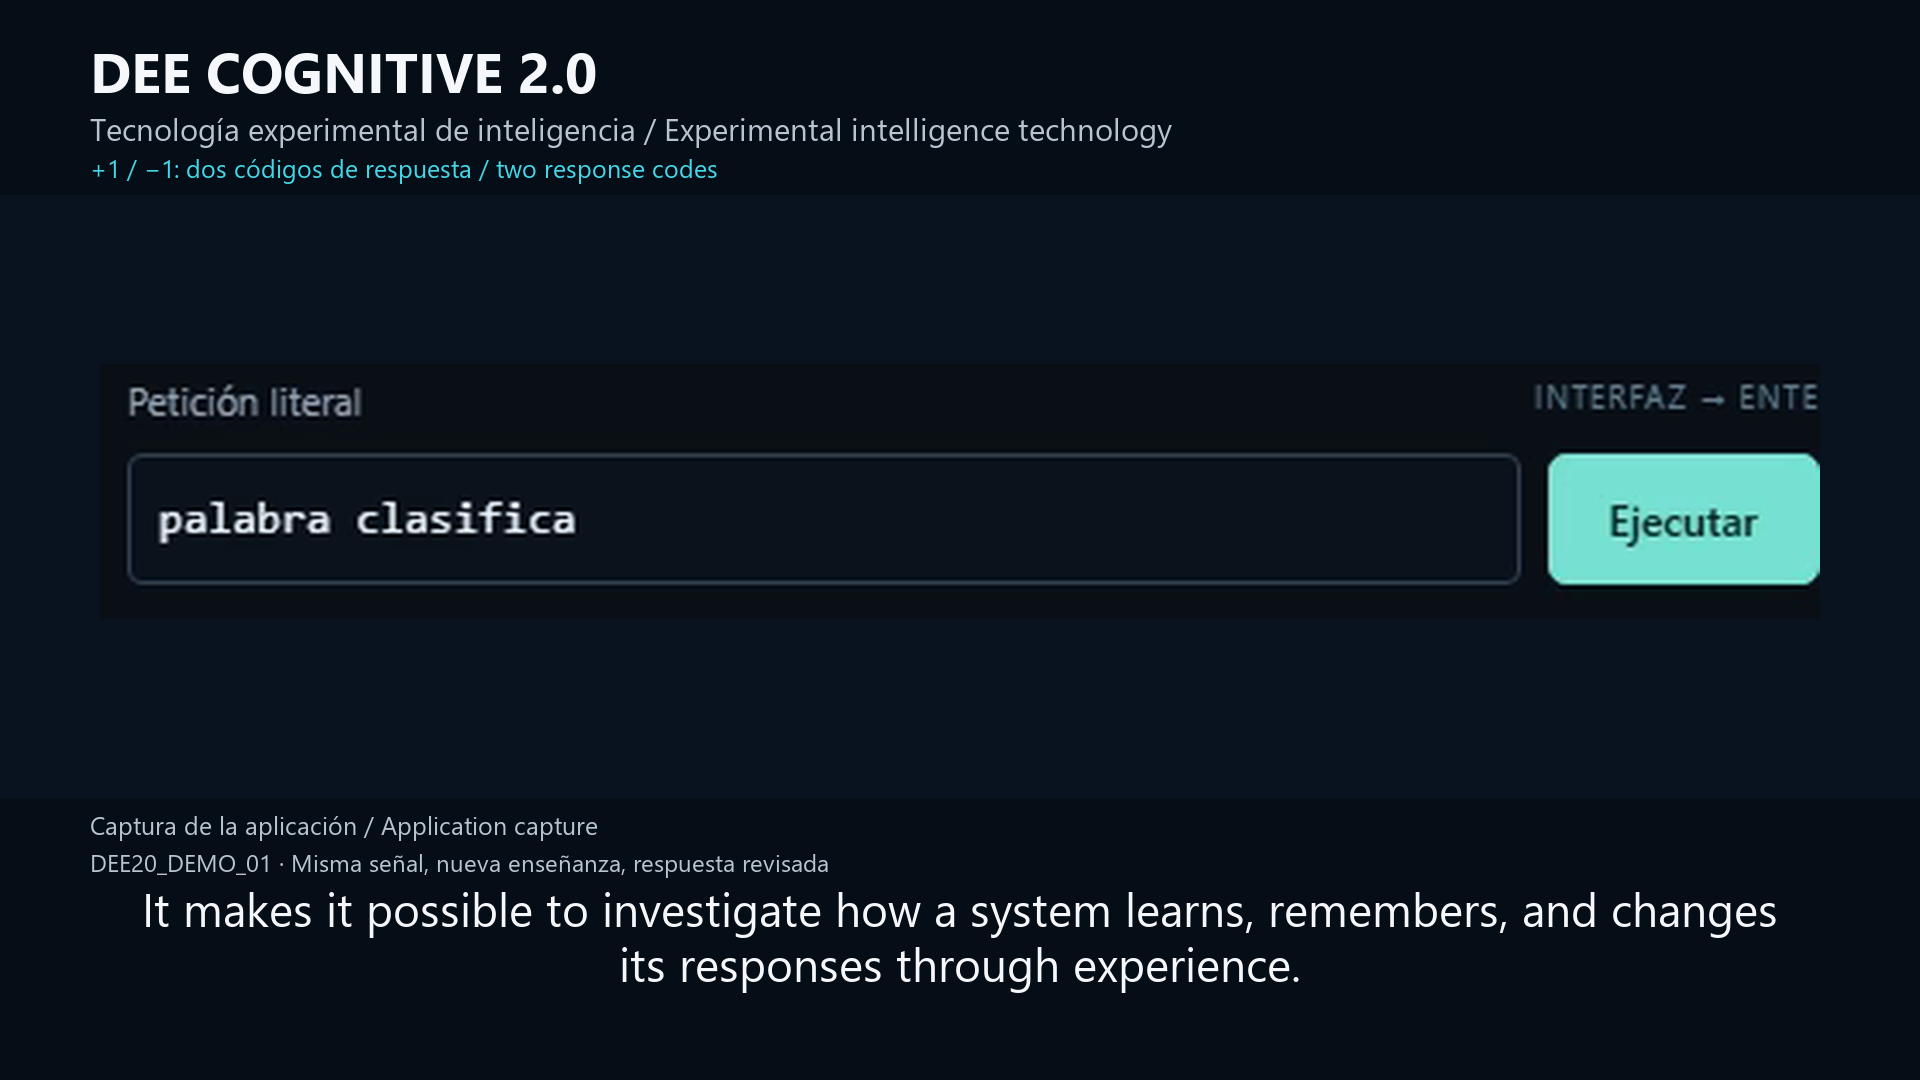 DEE COGNITIVE 2.0
Tecnología experimental de inteligencia / Experimental intelligence technology
+1 / −1: dos códigos de respuesta / two response codes
Petición literal
INTERFAZ → ENTE
palabra clasifica
Ejecutar
Captura de la aplicación / Application capture
DEE20_DEMO_01 · Misma señal, nueva enseñanza, respuesta revisada
It makes it possible to investigate how a system learns, remembers, and changes
its responses through experience.